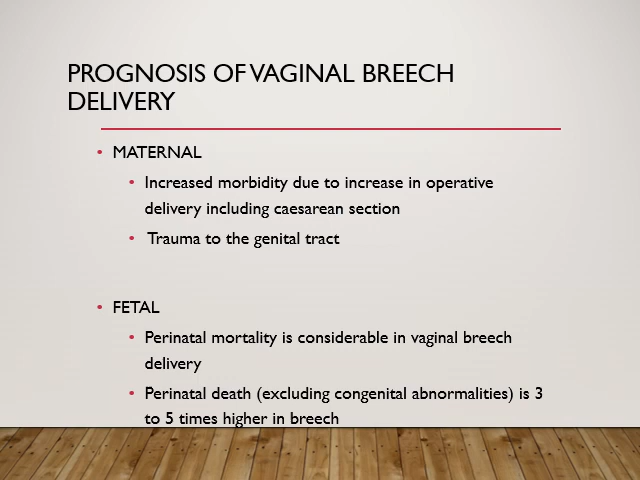 PROGNOSIS OF VAGINAL BREECH
DELIVERY
• MATERNAL
• Increased morbidity due to increase in operative
delivery including caesarean section
• Trauma to the genital tract
• FETAL
• Perinatal mortality is considerable in vaginal breech
delivery
• Perinatal death (excluding congenital abnormalities) is 3
to 5 times higher in breech